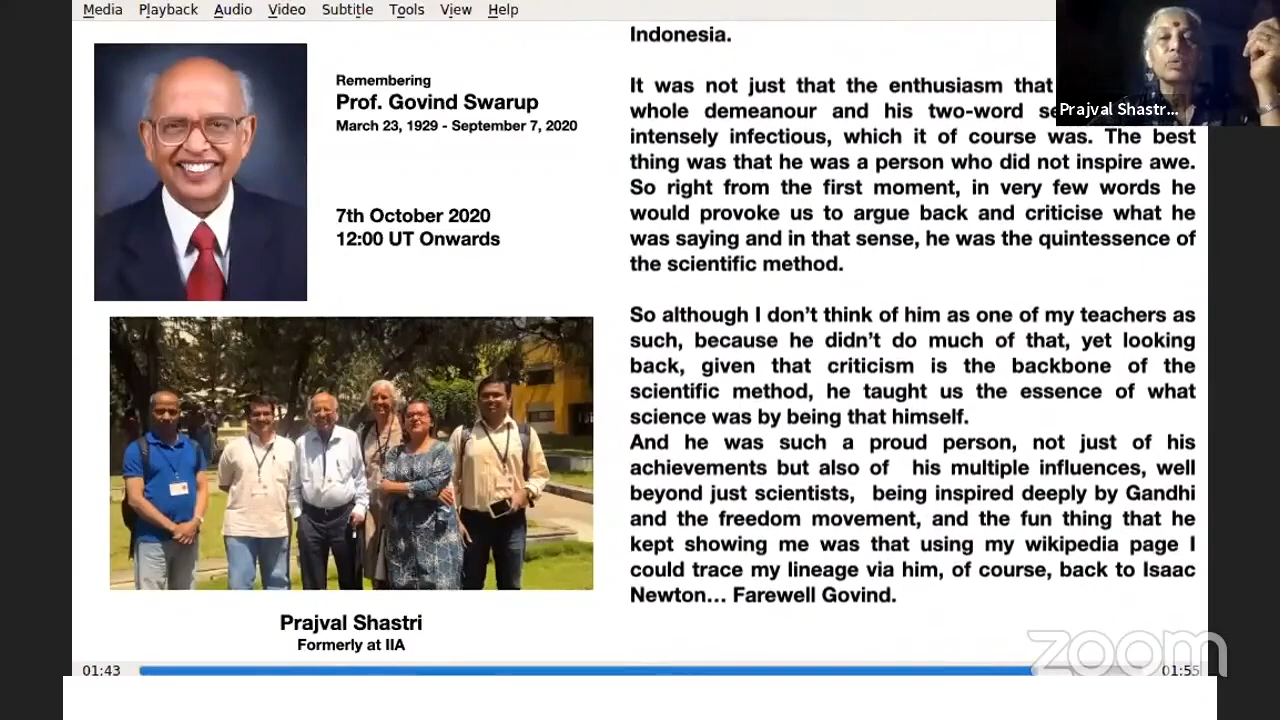 Media Playback Audio Video Subtitle Tools View Help
Remembering
Prof. Govind Swarup
March 23, 1929 - September 7, 2020
7th October 2020
12:00 UT Onwards
Prajval Shastri
Formerly at IIA
Indonesia.
It was not just that the enthusiasm that
whole demeanour and his two-word
intensely infectious, which it of course was. The best
thing was that he was a person who did not inspire awe.
So right from the first moment, in very few words he
would provoke us to argue back and criticise what he
was saying and in that sense, he was the quintessence of
the scientific method.
So although I don't think of him as one of my teachers as
such, because he didn't do much of that, yet looking
back, given that criticism is the backbone of the
scientific method, he taught us the essence of what
science was by being that himself.
And he was such a proud person, not just of his
achievements but also of his multiple influences, well
beyond just scientists, being inspired deeply by Gandhi
and the freedom movement, and the fun thing that he
kept showing me was that using my wikipedia page I
could trace my lineage via him, of course, back to Isaac
Newton... Farewell Govind.
Prajval Shastr...
zoom
01:43
01:55